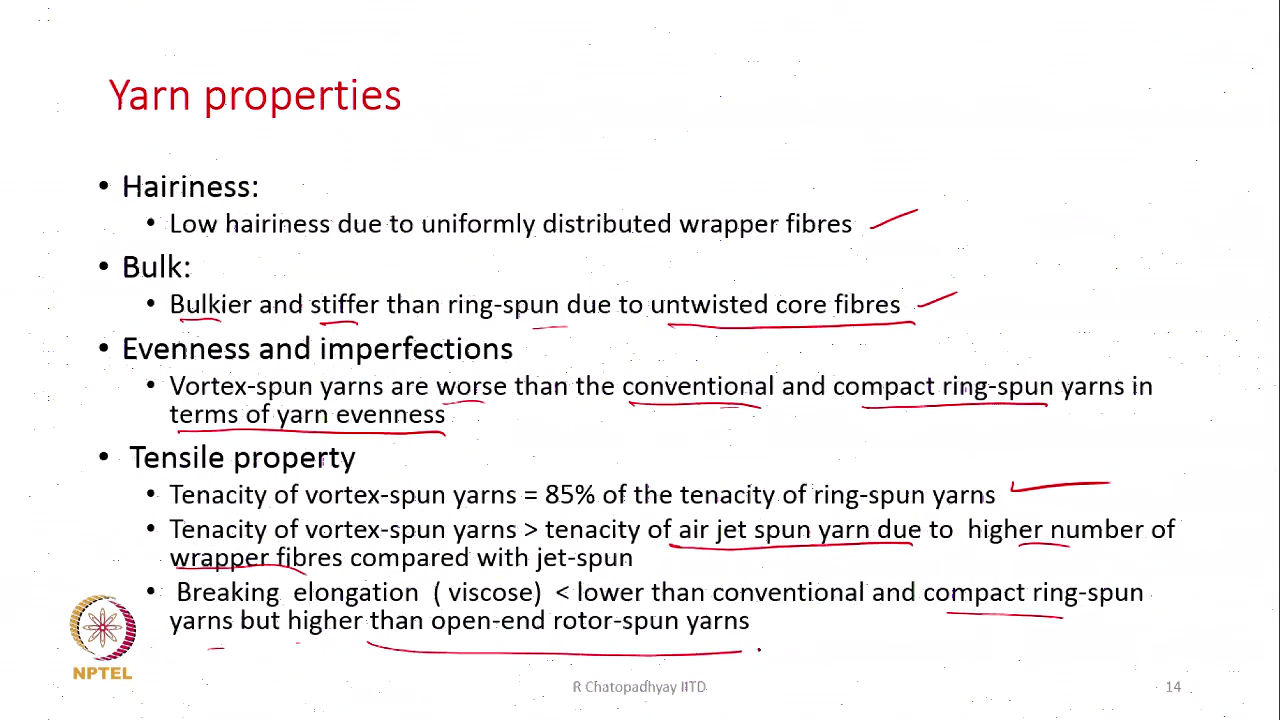 Yarn properties
• Hairiness:
• Low hairiness due to uniformly distributed wrapper fibres
• Bulk:
• Bulkier and stiffer than ring-spun due to untwisted core fibres
• Evenness and imperfections
• Vortex-spun yarns are worse than the conventional and compact ring-spun yarns in
terms of yarn evenness
• Tensile property
• Tenacity of vortex-spun yarns = 85% of the tenacity of ring-spun yarns
• Tenacity of vortex-spun yarns > tenacity of air jet spun yarn due to higher number of
wrapper fibres compared with jet-spun
• Breaking elongation ( viscose) < lower than conventional and compact ring-spun
yarns but higher than open-end rotor-spun yarns
NPTEL
R Chatopadhyay IITD
14